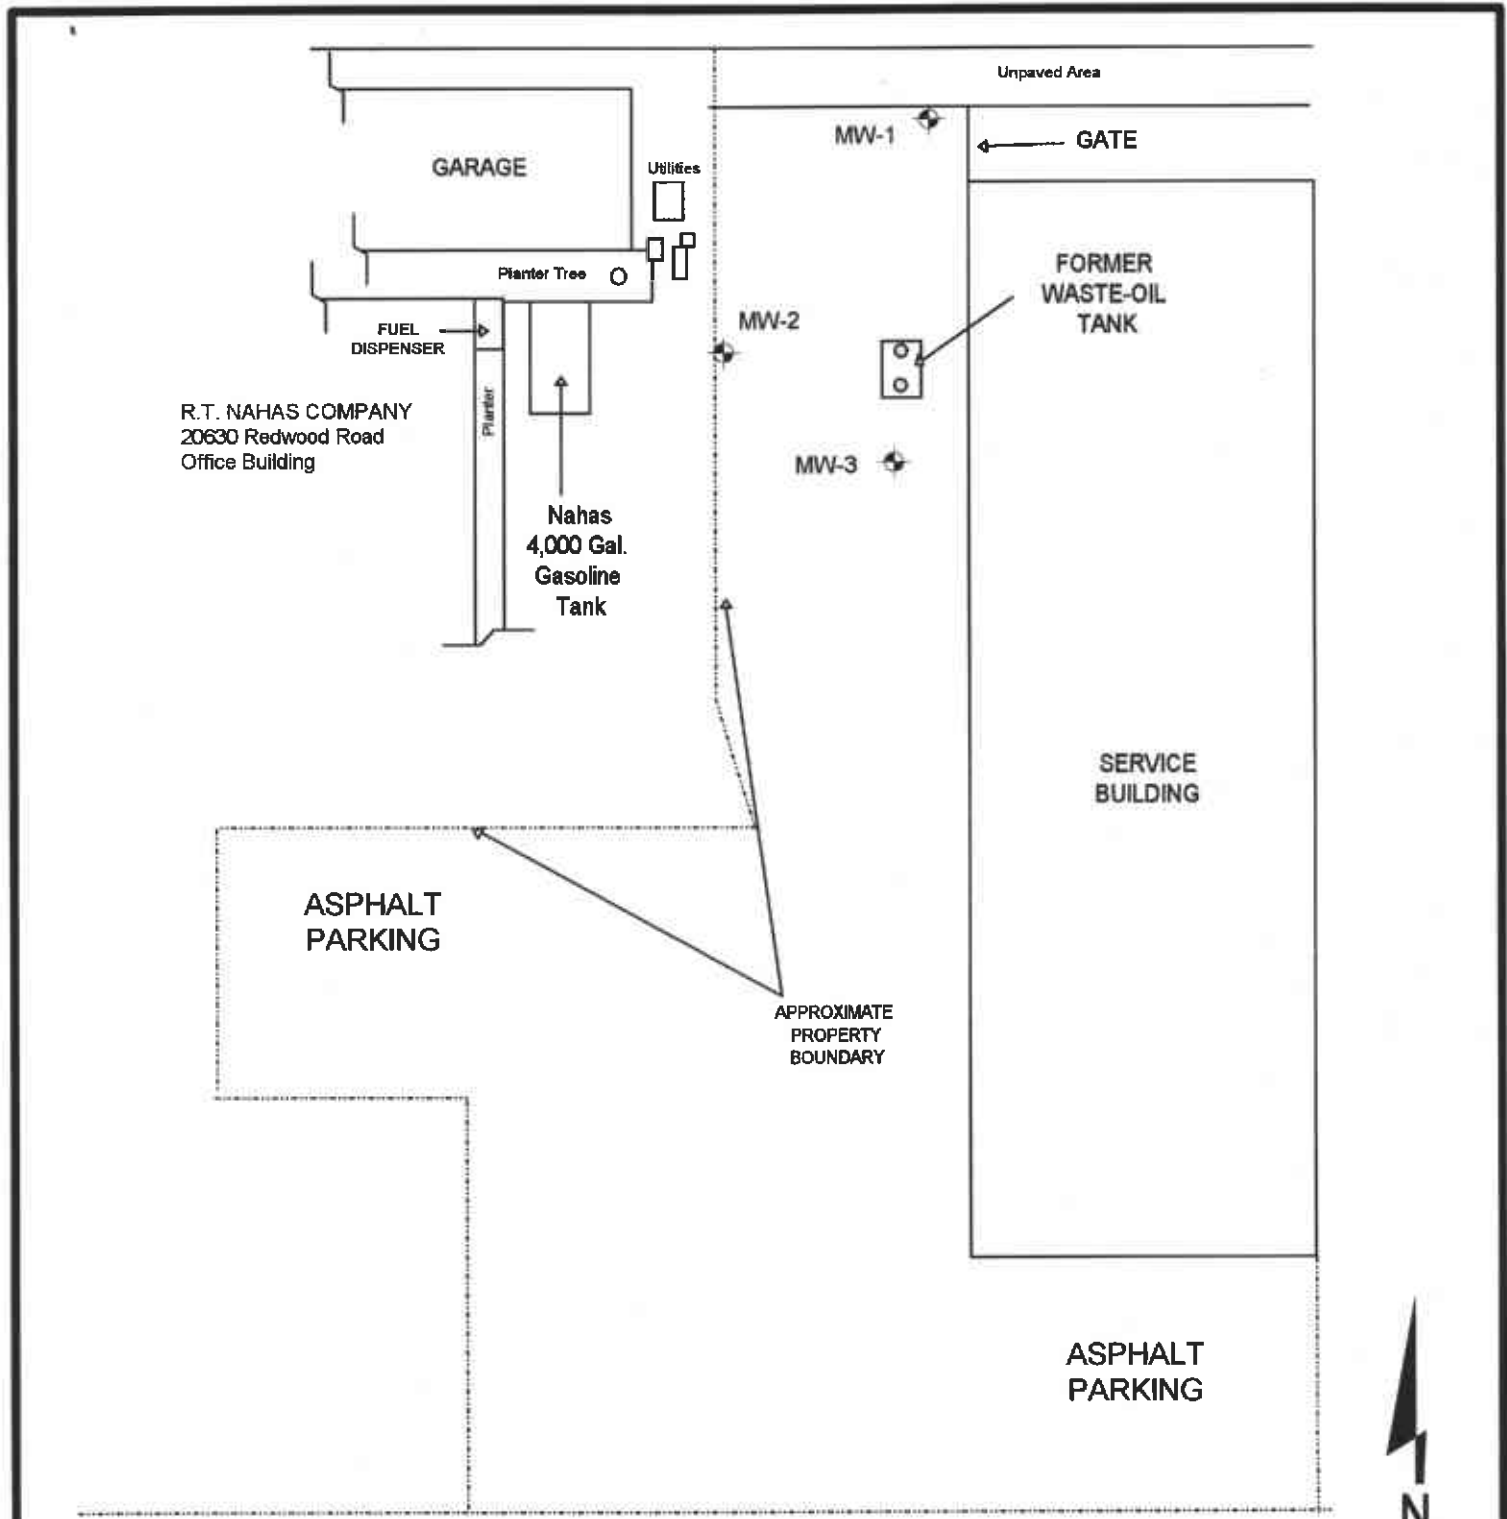 Unpaved Area
MW-1
GATE
GARAGE
Utilities
FORMER
WASTE-OIL
TANK
Planter Tree
MW-2
FUEL
DISPENSER
Planter
R.T. NAHAS COMPANY
20630 Redwood Road
Office Building
MW-3
Nahas
4,000 Gal.
Gasoline
Tank
SERVICE
BUILDING
ASPHALT
PARKING
APPROXIMATE
PROPERTY
BOUNDARY
ASPHALT
PARKING
N